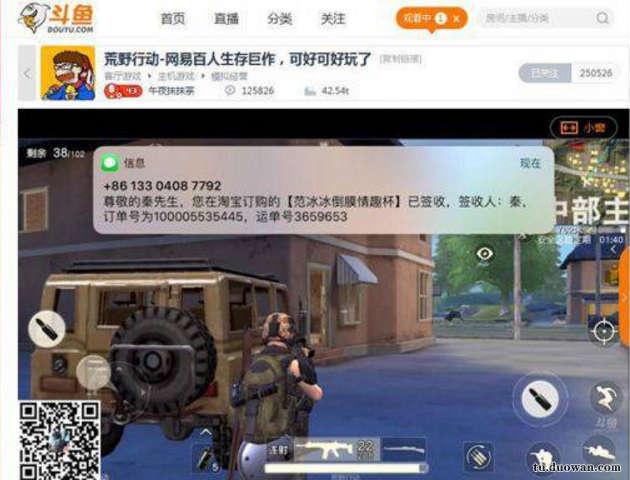 斗鱼
DOUYU.COM
首页 直播 分类 关注
观看中 1 x
房间/主播/分类
荒野行动-网易百人生存巨作，可好可好玩了
客厅游戏 主机游戏 模拟经营
43 午夜抹抹茶 125826 42.54t
已关注 250526
小窗
剩余 38/102
信息 现在
+86 133 0408 7792
尊敬的秦先生，您在淘宝订购的【范冰冰倒膜情趣杯】已签收，签收人：秦，
订单号为100005535445，运单号3659653
中部主
01:40
连射
22
5
斗鱼
tu.duowan.com